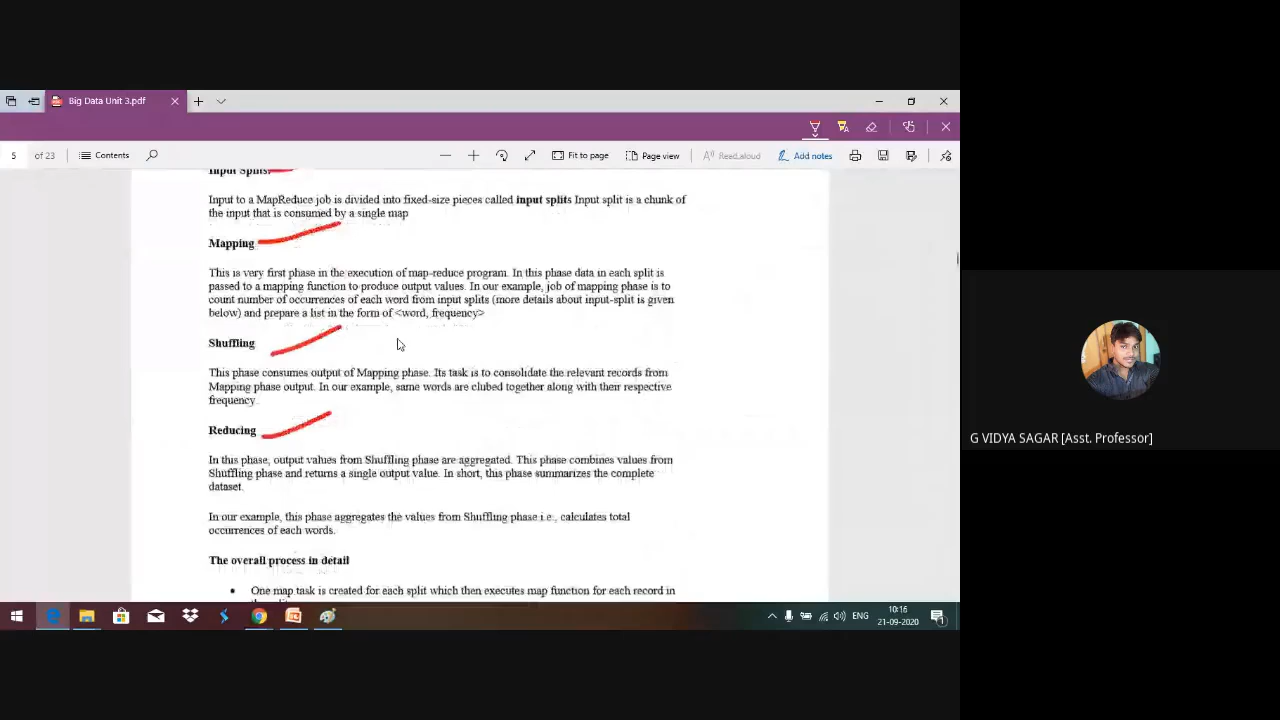 Big Data Unit 3.pdf
5 of 23 Contents Fit to page Page view Read aloud Add notes
Input Splits:
Input to a MapReduce job is divided into fixed-size pieces called input splits Input split is a chunk of
the input that is consumed by a single map
Mapping
This is very first phase in the execution of map-reduce program. In this phase data in each split is
passed to a mapping function to produce output values. In our example, job of mapping phase is to
count number of occurrences of each word from input splits (more details about input-split is given
below) and prepare a list in the form of <word, frequency>
Shuffling
This phase consumes output of Mapping phase. Its task is to consolidate the relevant records from
Mapping phase output. In our example, same words are clubed together along with their respective
frequency.
Reducing
In this phase, output values from Shuffling phase are aggregated. This phase combines values from
Shuffling phase and returns a single output value. In short, this phase summarizes the complete
dataset.
In our example, this phase aggregates the values from Shuffling phase i.e., calculates total
occurrences of each words.
The overall process in detail
• One map task is created for each split which then executes map function for each record in
G VIDYA SAGAR [Asst. Professor]
ENG
10:16
21-09-2020